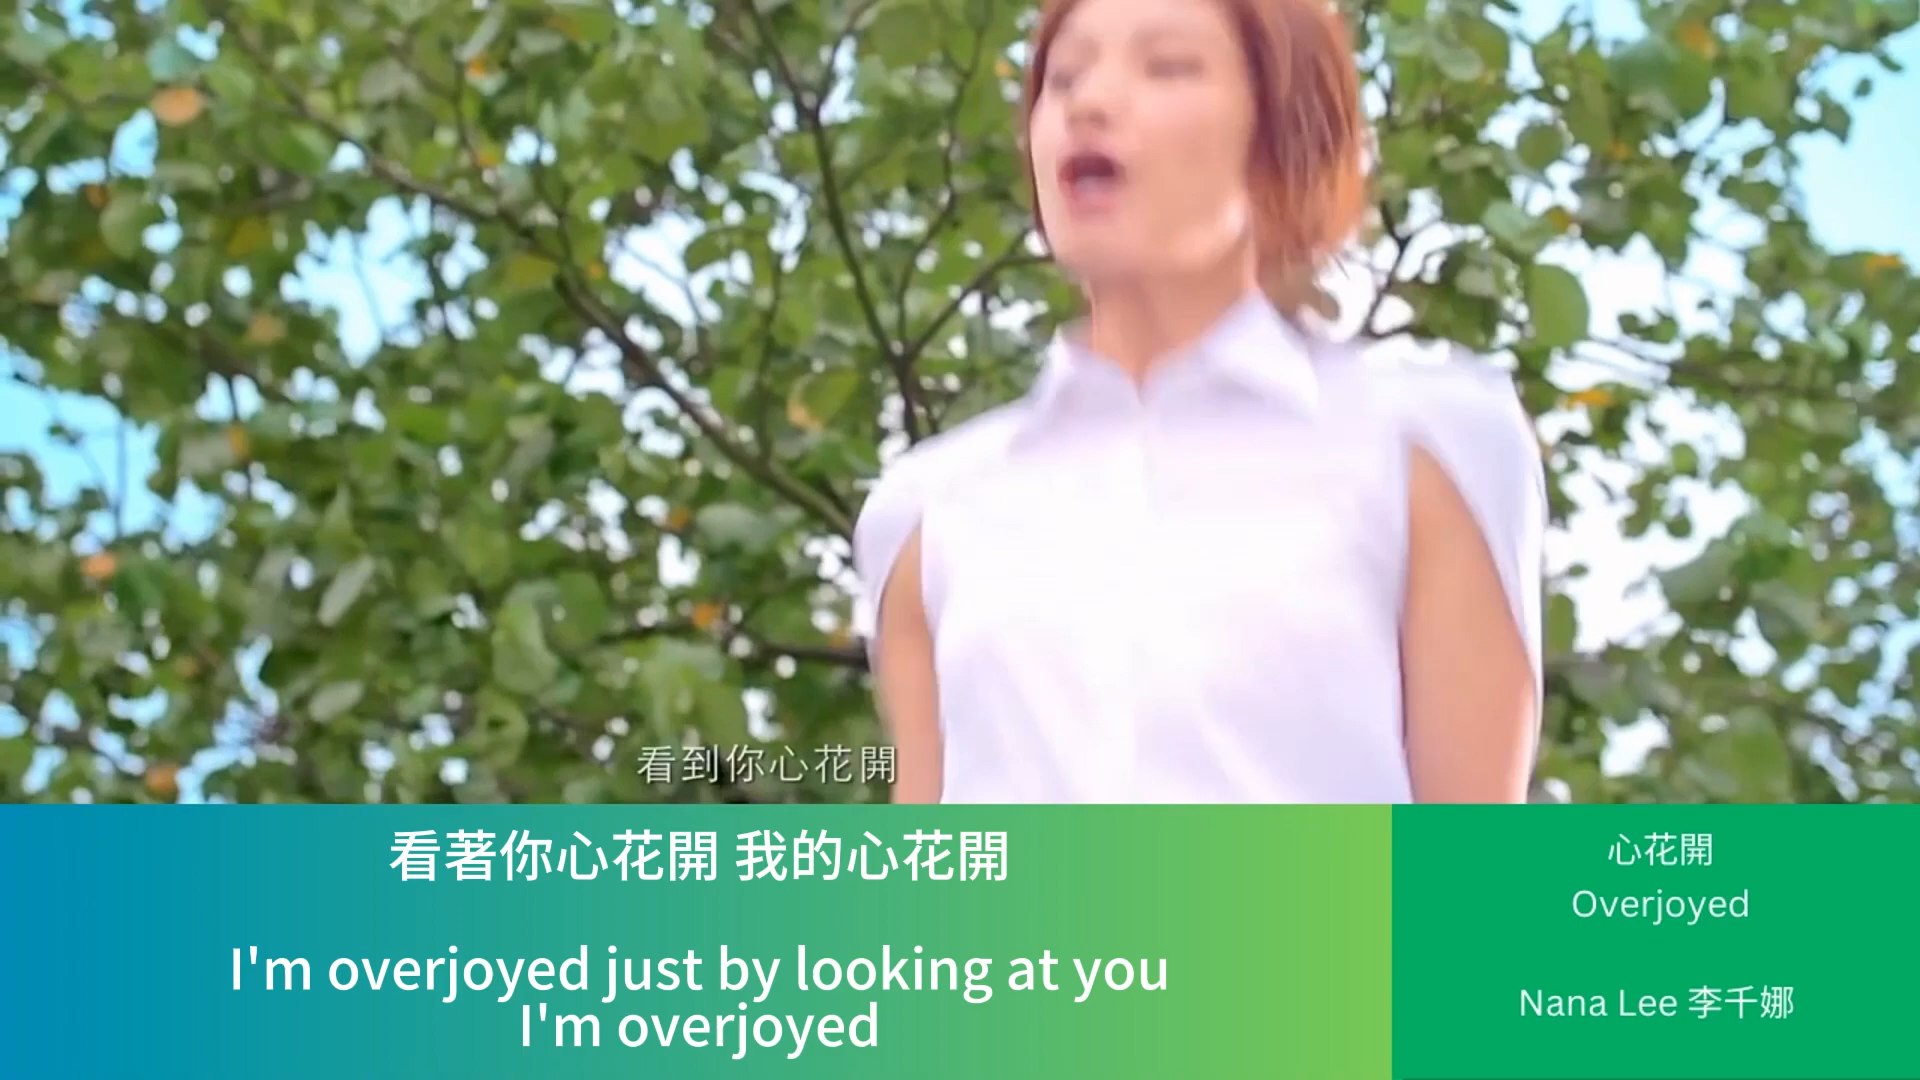 看到你心花開
看著你心花開 我的心花開
I'm overjoyed just by looking at you
I'm overjoyed
心花開
Overjoyed
Nana Lee 李千娜